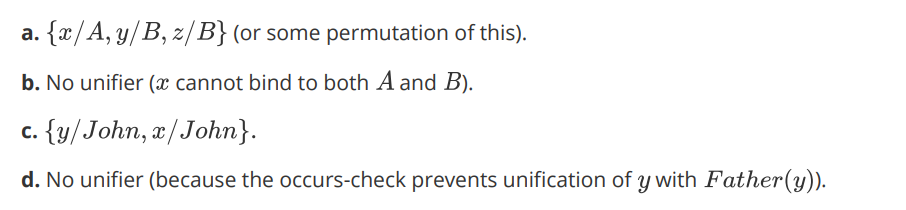 a. {x/A, y/B, z/B} (or some permutation of this).
b. No unifier (x cannot bind to both A and B).
c. {y/John, x/John}.
d. No unifier (because the occurs-check prevents unification of y with Father(y)).